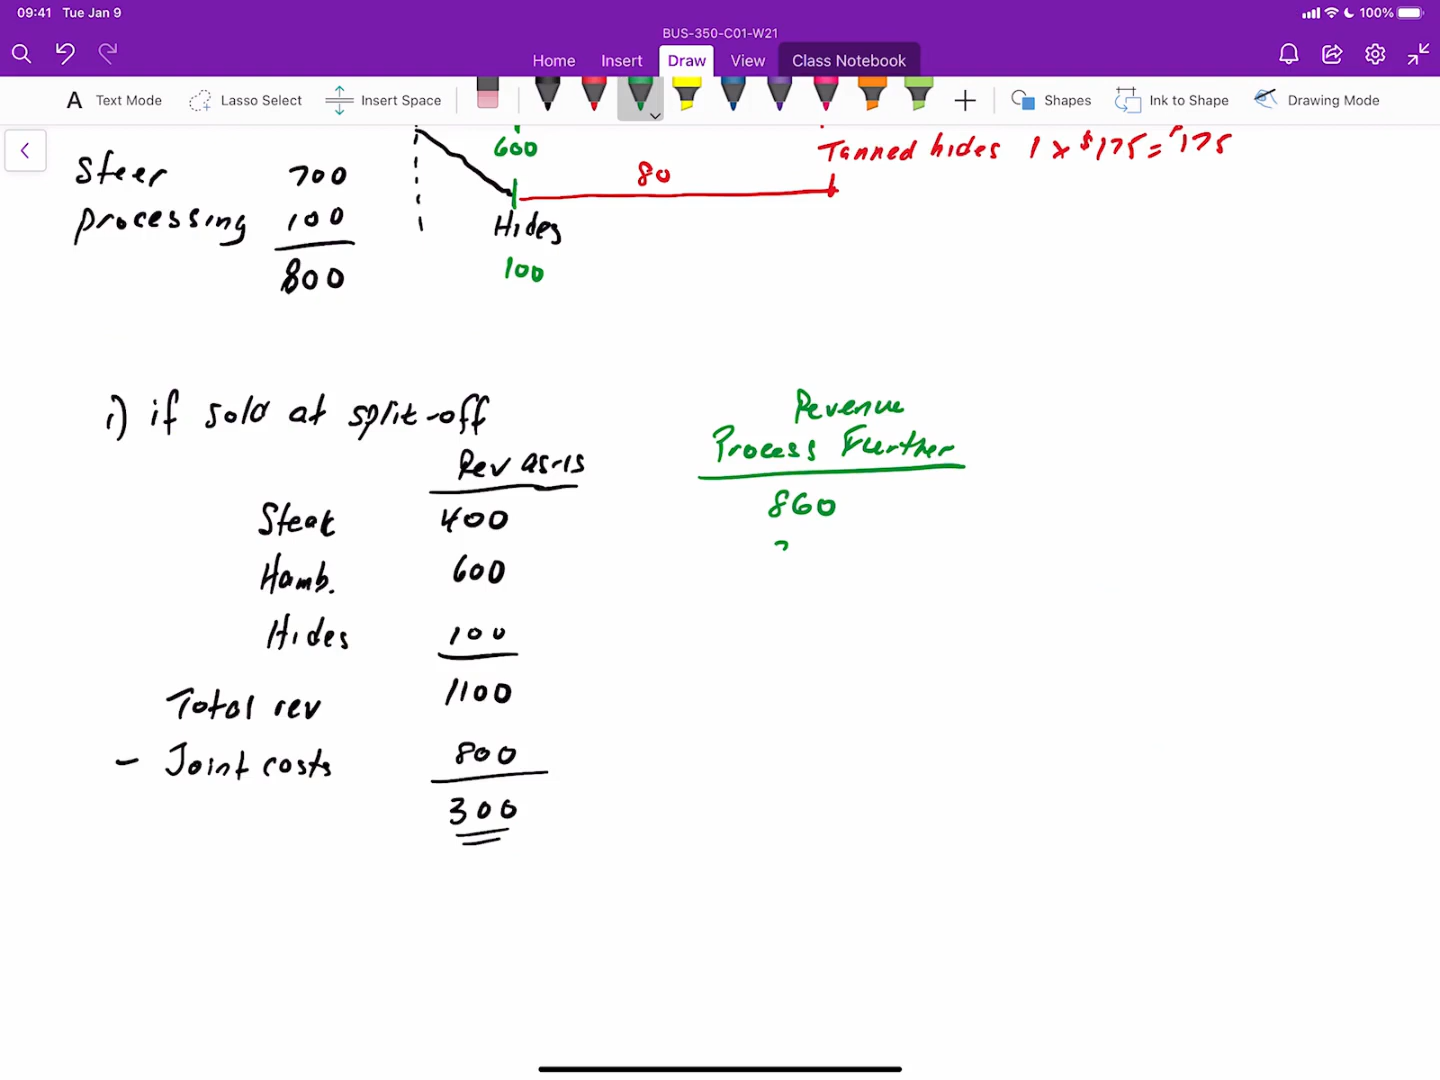 09:41 Tue Jan 9
100%
BUS-350-C01-W21
Home Insert Draw View Class Notebook
A Text Mode Lasso Select Insert Space Shapes Ink to Shape Drawing Mode
600
Tanned hides 1 x $175 = $175
Steer 700
80
processing 100
Hides
800
100
i) if sold at split-off
Revenue
Process Further
Rev as-is
Steak 400 860
Hamb. 600
Hides 100
Total rev 1100
- Joint costs 800
300